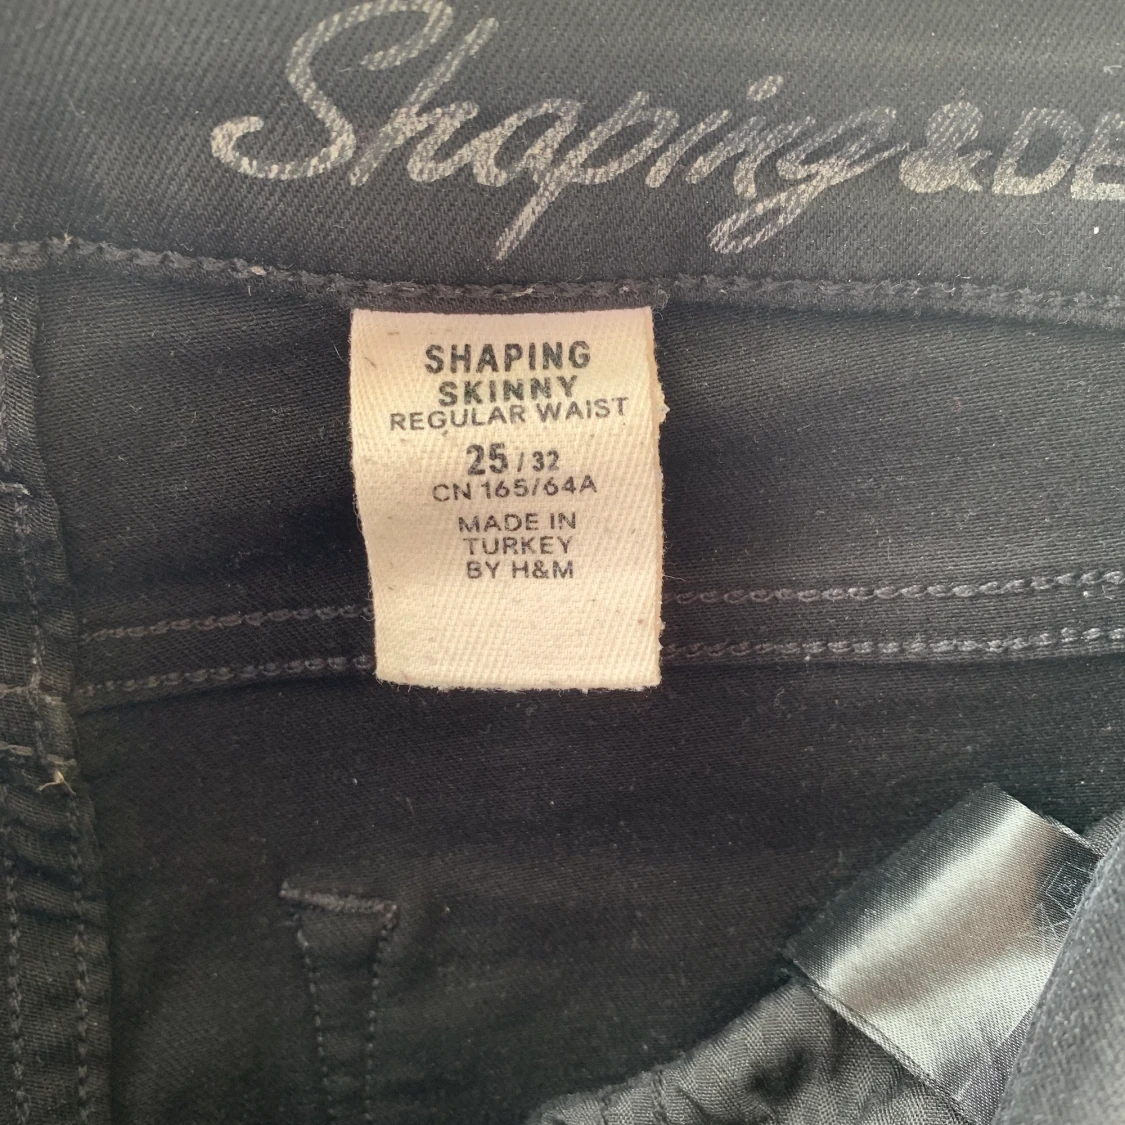 Shaping & DE
SHAPING
SKINNY
REGULAR WAIST
25 / 32
CN 165/64A
MADE IN
TURKEY
BY H&M